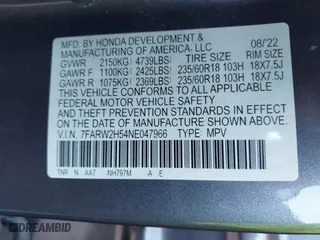 MFD. BY HONDA DEVELOPMENT &
MANUFACTURING OF AMERICA, LLC 08/22
GVWR 2150KG( 4739LBS) TIRE SIZE RIM SIZE
GAWR F 1100KG( 2425LBS) 235/60R18 103H 18X7.5J
GAWR R 1075KG( 2369LBS) 235/60R18 103H 18X7.5J
THIS VEHICLE CONFORMS TO ALL APPLICABLE
FEDERAL MOTOR VEHICLE SAFETY AND THEFT
PREVENTION STANDARDS IN EFFECT ON THE
DATE OF MANUFACTURE SHOWN ABOVE.
V.I.N.: 7FARW2H54NE047966 TYPE: MPV
NH797M
DREAMBID